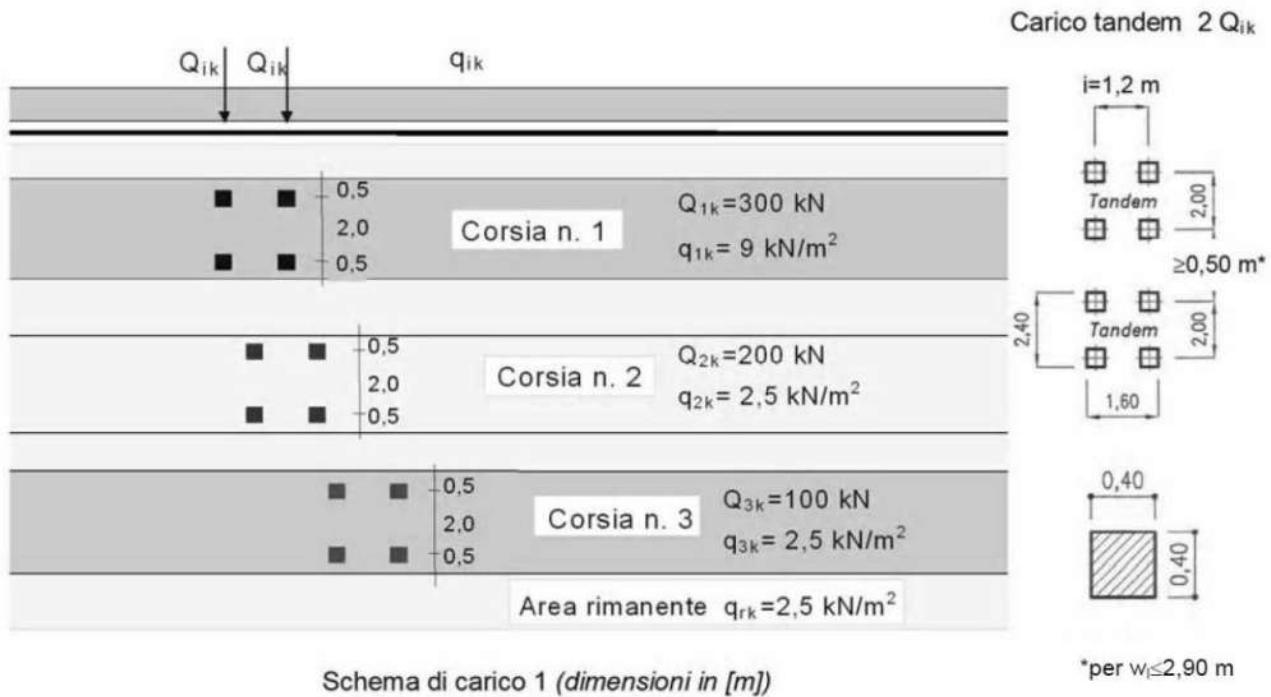 Carico tandem 2 Qik
Qik Qik qik
i=1,2 m
0,5
2,0
0,5
Corsia n. 1
Q1k=300 kN
q1k= 9 kN/m²
Tandem
2,00
≥0,50 m*
0,5
2,0
0,5
Corsia n. 2
Q2k=200 kN
q2k= 2,5 kN/m²
2,40
Tandem
2,00
1,60
0,5
2,0
0,5
Corsia n. 3
Q3k=100 kN
q3k= 2,5 kN/m²
0,40
0,40
Area rimanente qrk=2,5 kN/m²
*per wl≤2,90 m
Schema di carico 1 (dimensioni in [m])